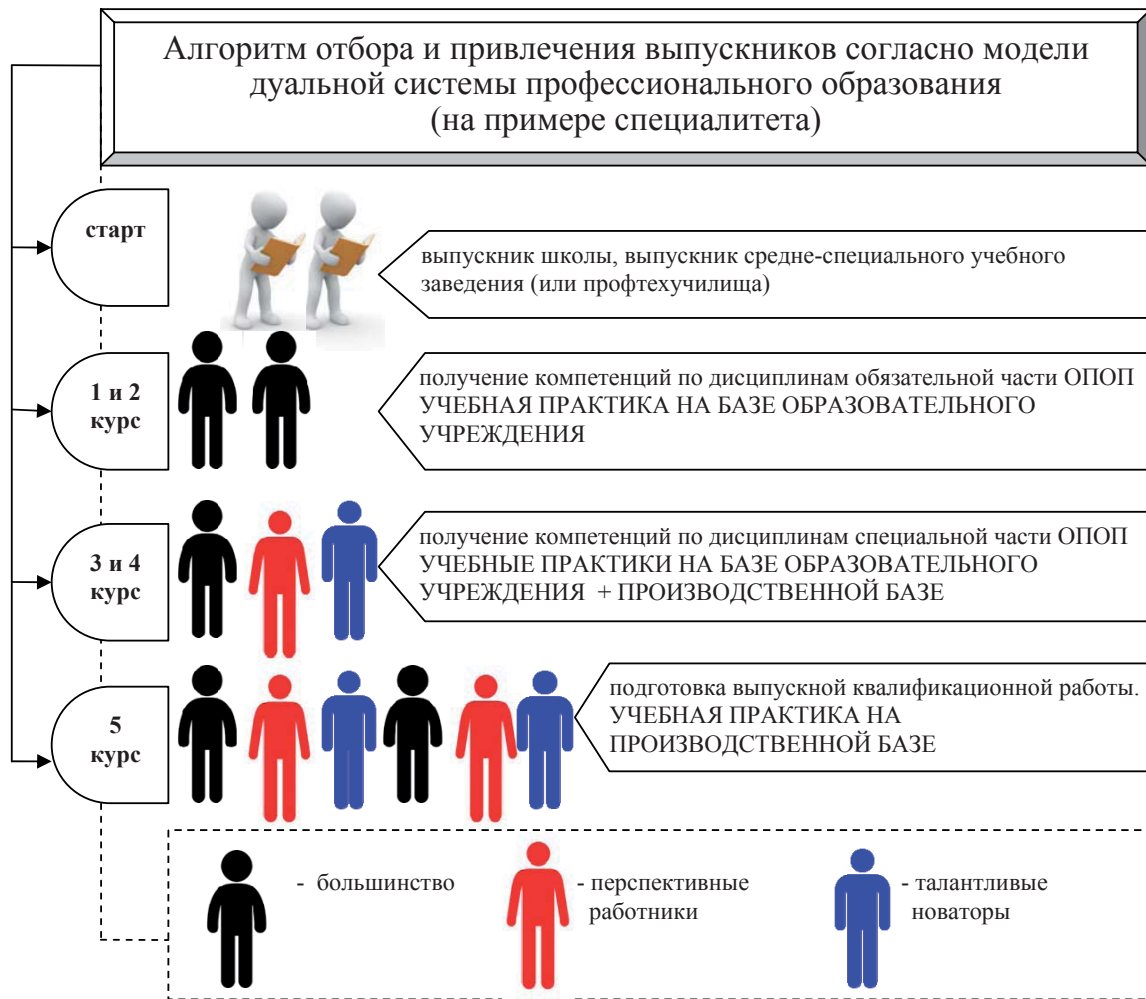 Алгоритм отбора и привлечения выпускников согласно модели
дуальной системы профессионального образования
(на примере специалитета)
старт
выпускник школы, выпускник средне-специального учебного
заведения (или профтехучилища)
1 и 2
курс
получение компетенций по дисциплинам обязательной части ОПОП
УЧЕБНАЯ ПРАКТИКА НА БАЗЕ ОБРАЗОВАТЕЛЬНОГО
УЧРЕЖДЕНИЯ
3 и 4
курс
получение компетенций по дисциплинам специальной части ОПОП
УЧЕБНЫЕ ПРАКТИКИ НА БАЗЕ ОБРАЗОВАТЕЛЬНОГО
УЧРЕЖДЕНИЯ + ПРОИЗВОДСТВЕННОЙ БАЗЕ
5
курс
подготовка выпускной квалификационной работы.
УЧЕБНАЯ ПРАКТИКА НА
ПРОИЗВОДСТВЕННОЙ БАЗЕ
- большинство
- перспективные
работники
- талантливые
новаторы